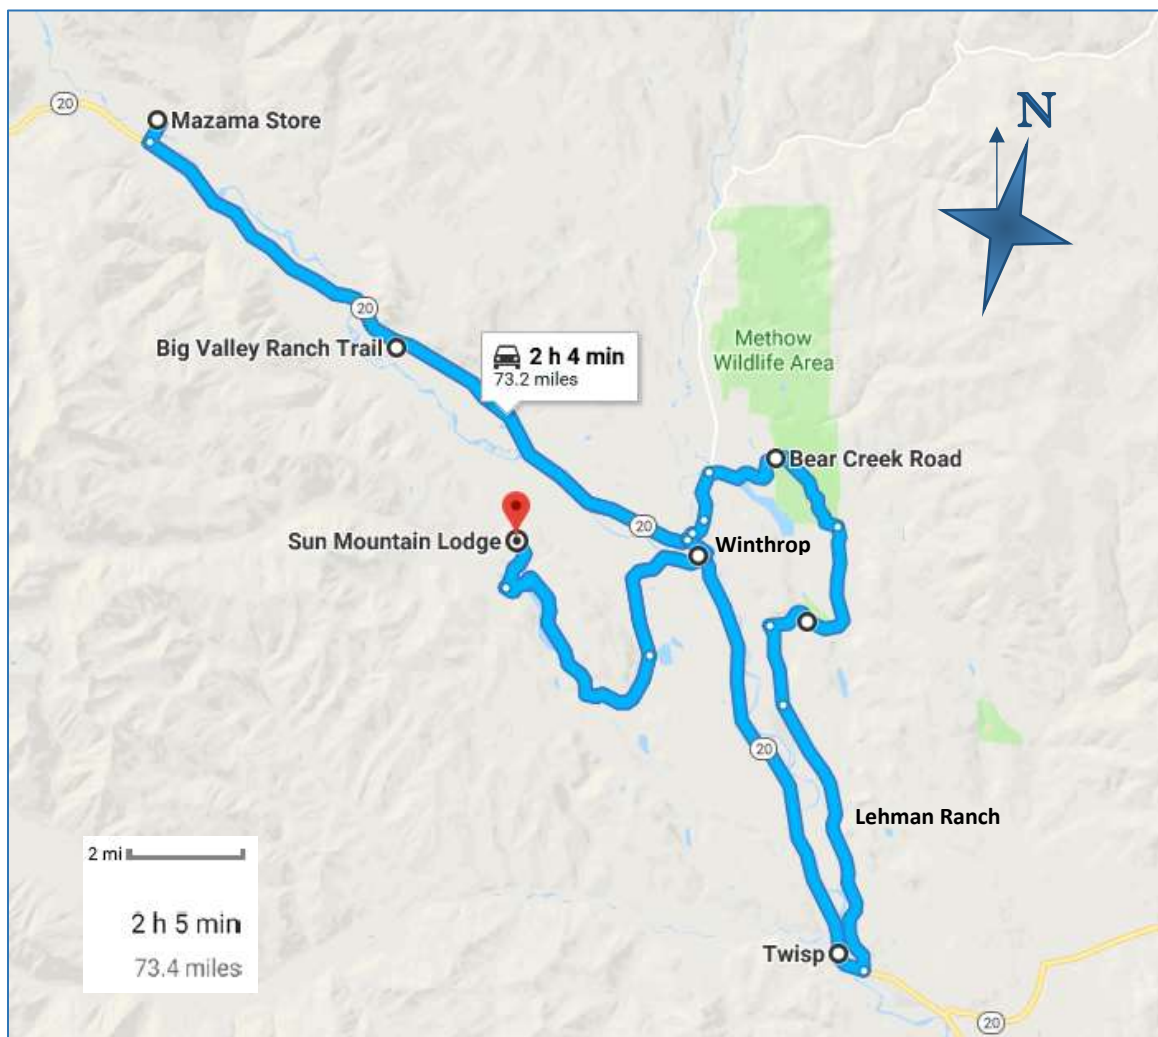 N
20
Mazama Store
20
Big Valley Ranch Trail
2 h 4 min
73.2 miles
Methow
Wildlife Area
Bear Creek Road
20
Sun Mountain Lodge
Winthrop
20
Lehman Ranch
2 mi
2 h 5 min
73.4 miles
Twisp
20